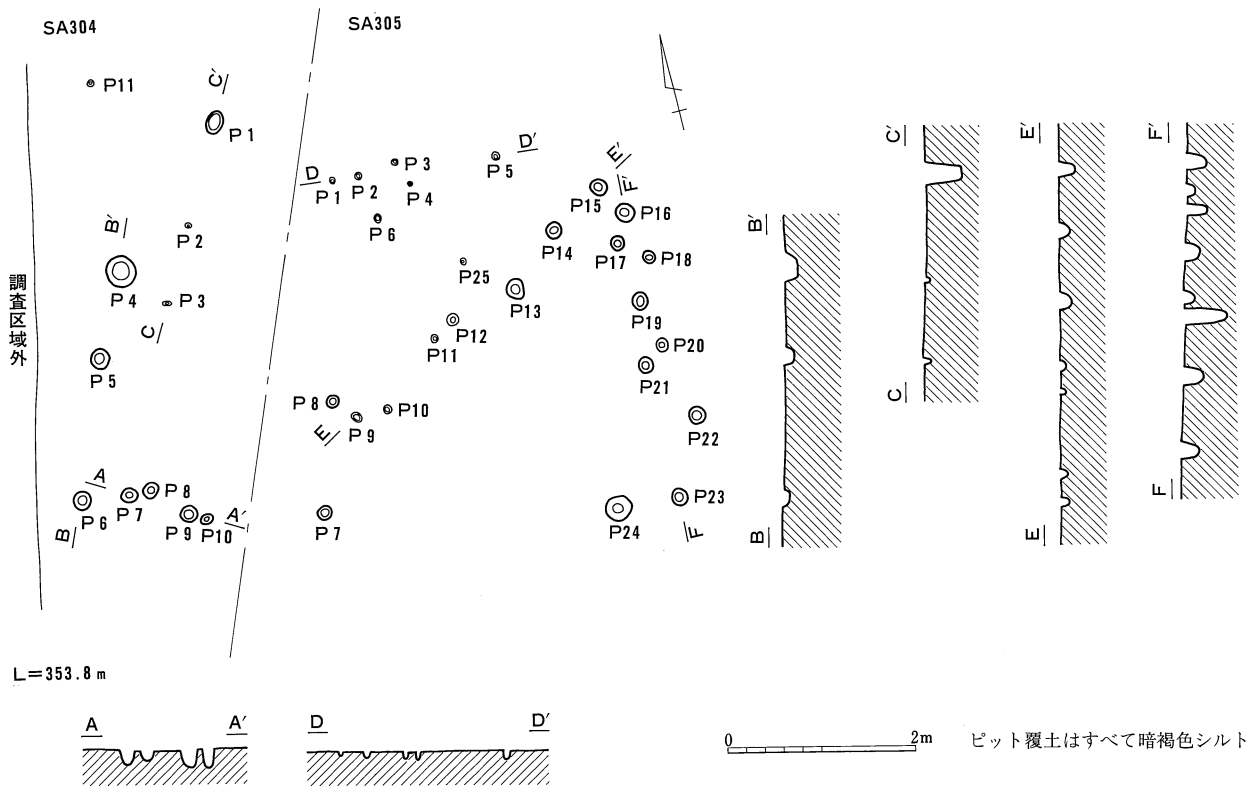 SA304
SA305
調査区域外
P11
C′
P1
B′
P2
P4
P3
C
P5
A
P6
P7
P8
P9
P10
A′
B
D
P1
P2
P3
P4
P5
D′
P6
E′
F′
P15
P16
P14
P17
P18
P25
P13
P19
P12
P11
P20
P21
P8
P9
P10
E
P22
P7
P24
P23
F
B′
B
C′
C
E′
E
F′
F
L=353.8m
A
A′
D
D′
0
2m
ピット覆土はすべて暗褐色シルト